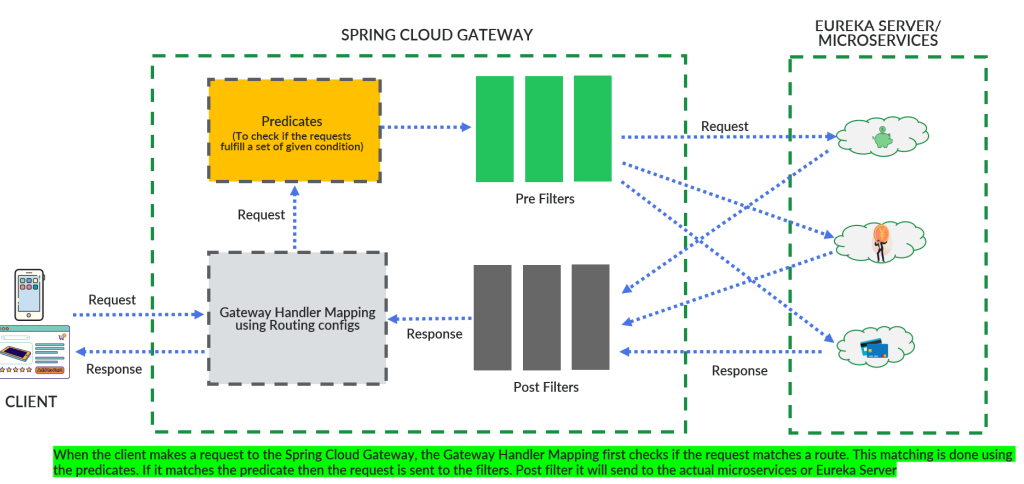 SPRING CLOUD GATEWAY
EUREKA SERVER/
MICROSERVICES
Predicates
(To check if the requests
fulfill a set of given condition)
Request
Pre Filters
Request
Gateway Handler Mapping
using Routing configs
Request
Response
Response
Post Filters
Response
CLIENT
When the client makes a request to the Spring Cloud Gateway, the Gateway Handler Mapping first checks if the request matches a route. This matching is done using
the predicates. If it matches the predicate then the request is sent to the filters. Post filter it will send to the actual microservices or Eureka Server